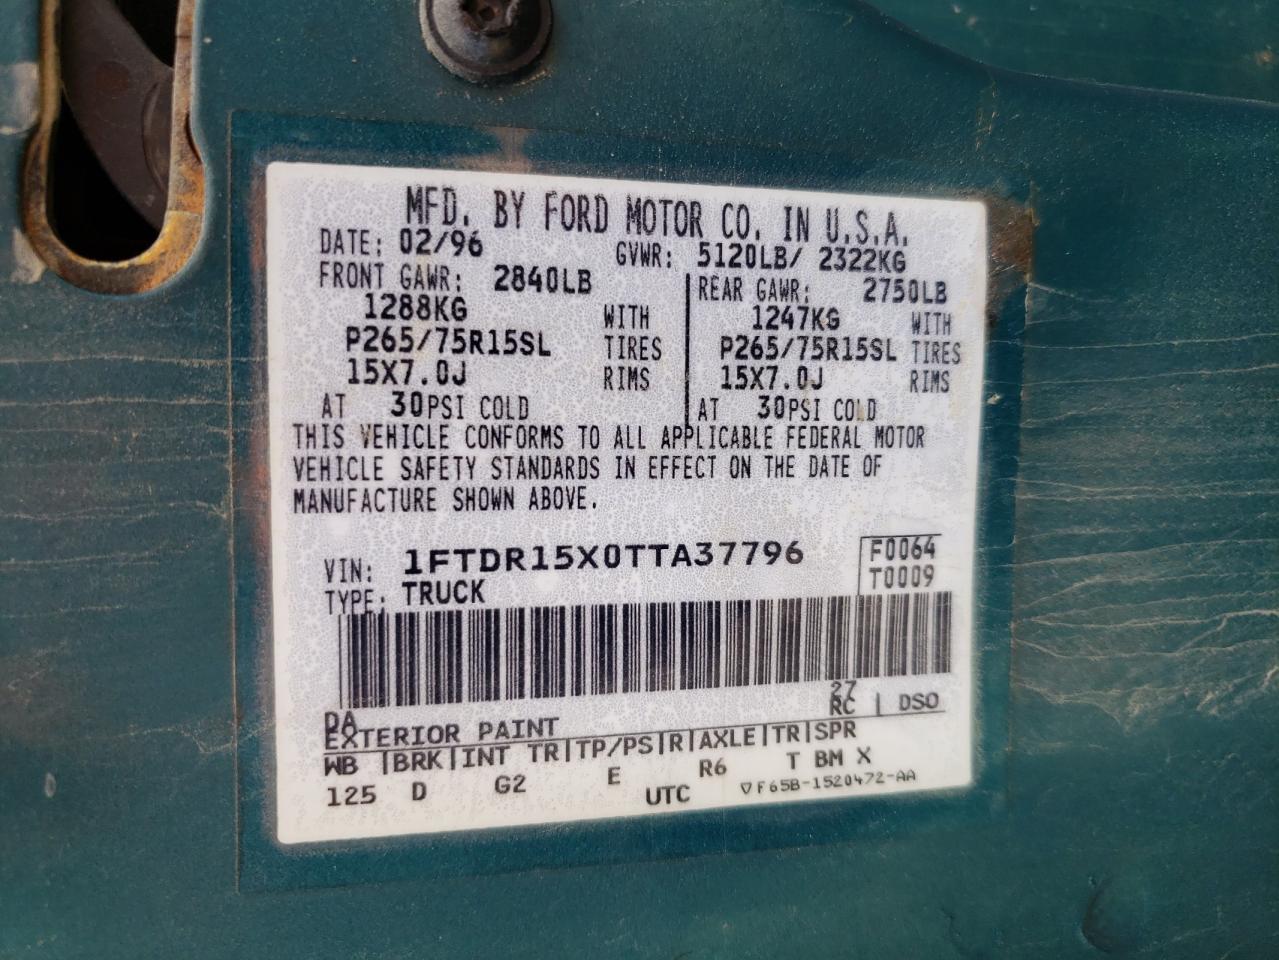 MFD. BY FORD MOTOR CO. IN U.S.A.
DATE: 02/96 GVWR: 5120LB/ 2322KG
FRONT GAWR: 2840LB REAR GAWR: 2750LB
1288KG WITH 1247KG WITH
P265/75R15SL TIRES P265/75R15SL TIRES
15X7.0J RIMS 15X7.0J RIMS
AT 30PSI COLD AT 30PSI COLD
THIS VEHICLE CONFORMS TO ALL APPLICABLE FEDERAL MOTOR
VEHICLE SAFETY STANDARDS IN EFFECT ON THE DATE OF
MANUFACTURE SHOWN ABOVE.
VIN: 1FTDR15X0TTA37796 F0064
TYPE: TRUCK T0009
DA 27
EXTERIOR PAINT RC | DSO
WB |BRK|INT TR|TP/PS|R|AXLE|TR|SPR
125 D G2 E R6 T BM X
UTC ▽F65B-1520472-AA